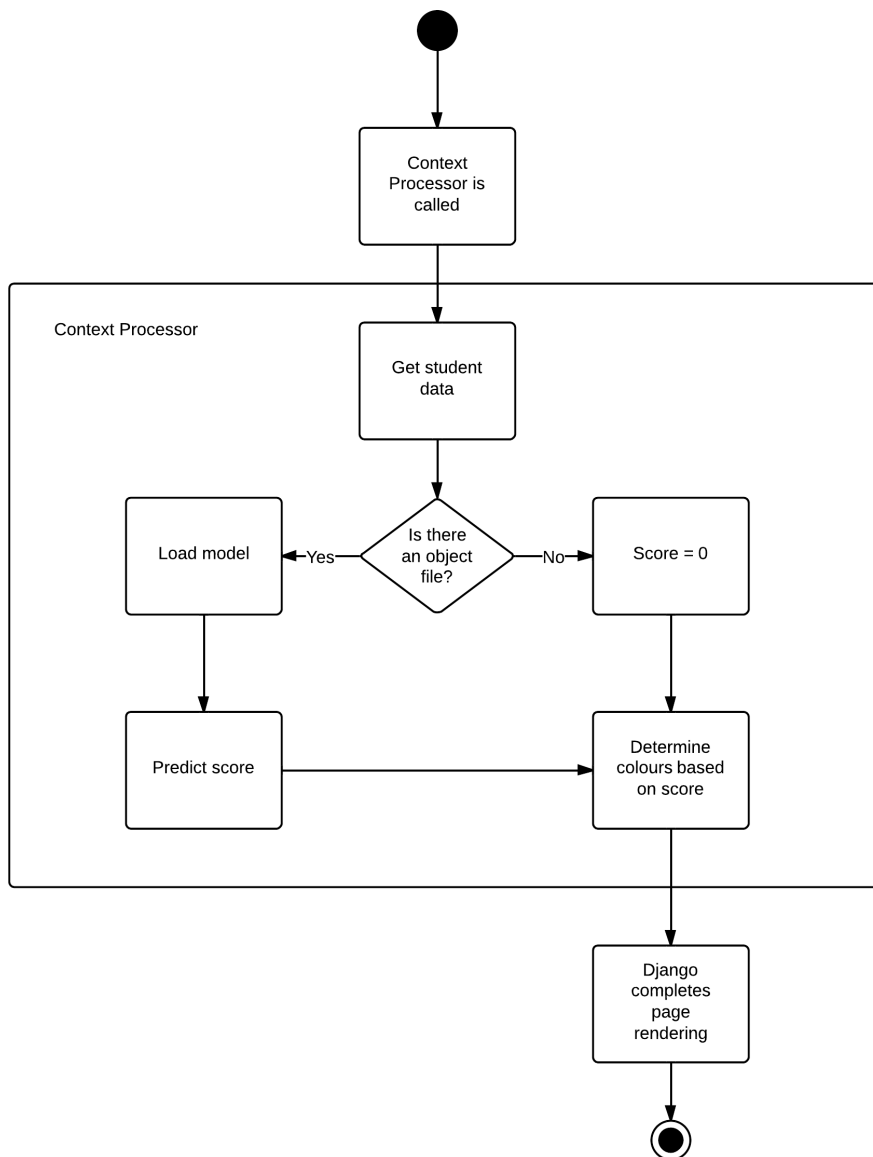 Context
Processor is
called
Context Processor
Get student
data
Is there
an object
file?
Yes
No
Load model
Score = 0
Predict score
Determine
colours based
on score
Django
completes
page
rendering